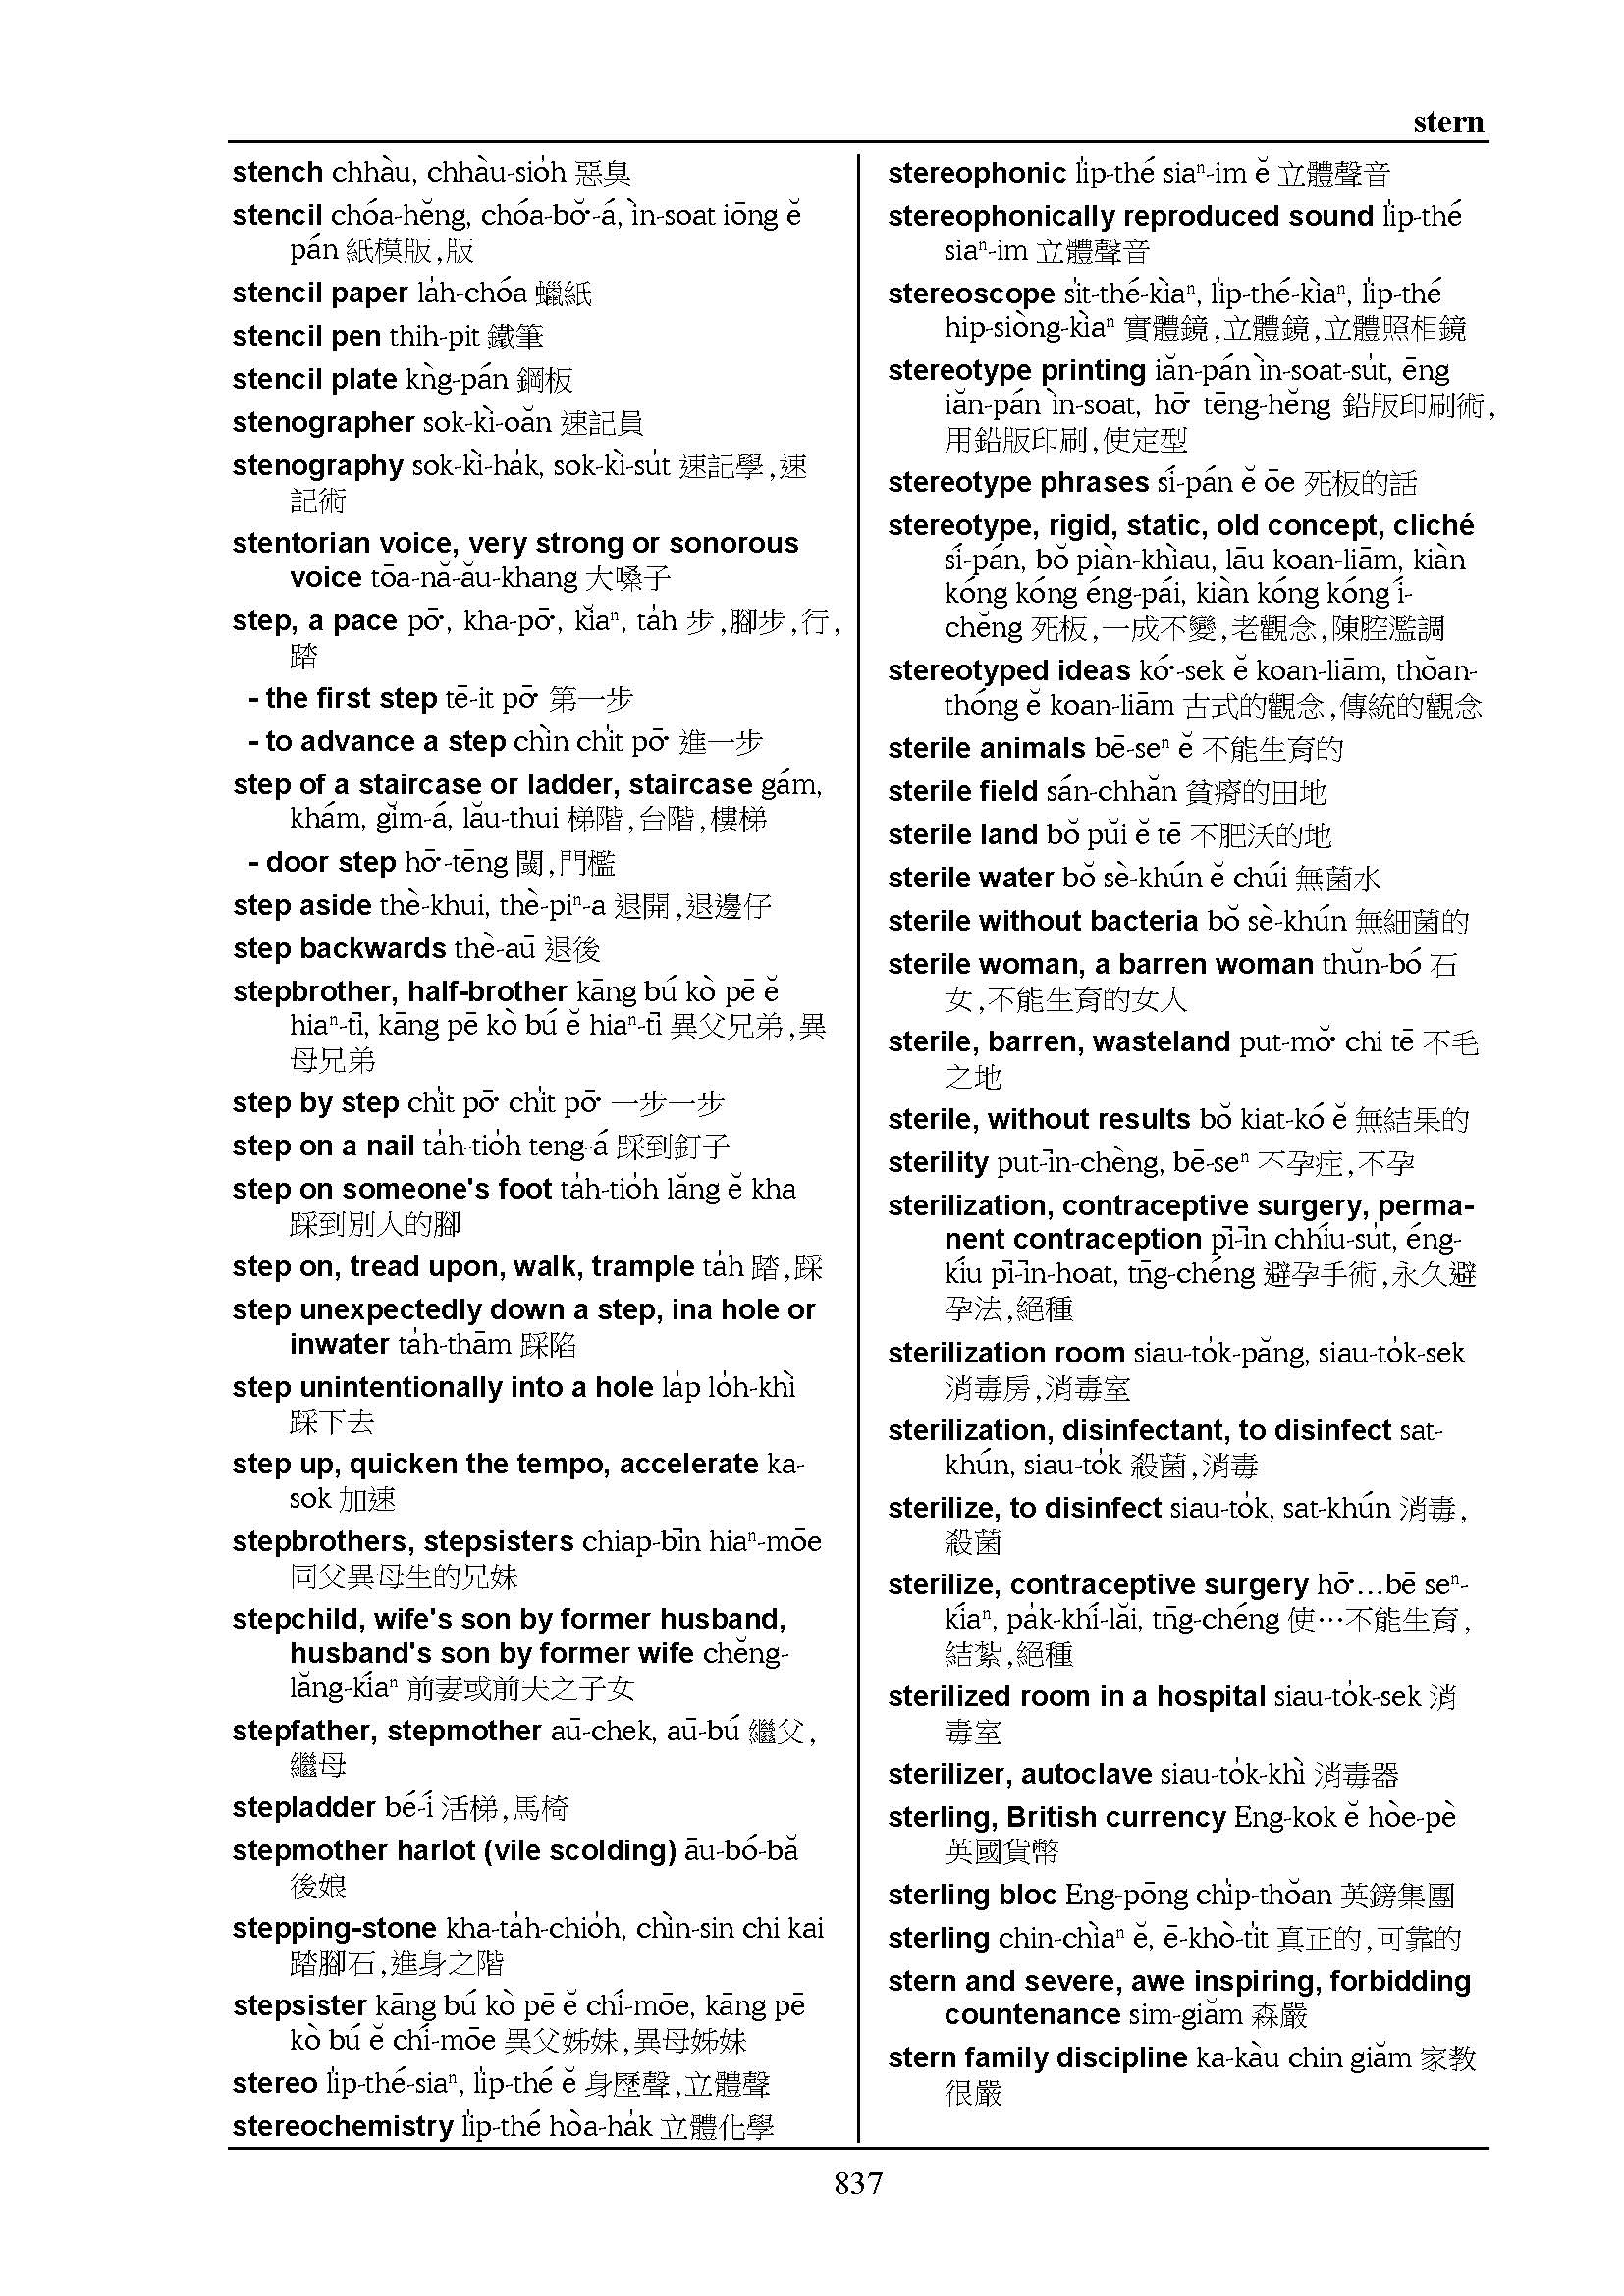 stern
stench chhàu, chhàu-sio̍h 惡臭
stencil chóa-hĕng, chóa-bŏ͘-á, ìn-soat iōng ĕ
pán 紙模版,版
stencil paper la̍h-chóa 蠟紙
stencil pen thih-pit 鐵筆
stencil plate kǹg-pán 鋼板
stenographer sok-kì-oăn 速記員
stenography sok-kì-ha̍k, sok-kì-su̍t 速記學,速
記術
stentorian voice, very strong or sonorous
voice tōa-nă-ău-khang 大嗓子
step, a pace pō͘, kha-pō͘, kĭaⁿ, ta̍h 步,腳步,行,
踏
- the first step tē-it pō͘ 第一步
- to advance a step chìn chi̍t pō͘ 進一步
step of a staircase or ladder, staircase gám,
khám, gĭm-á, lău-thui 梯階,台階,樓梯
- door step hō͘-tēng 閾,門檻
step aside thè-khui, thè-piⁿ-a 退開,退邊仔
step backwards thè-aū 退後
stepbrother, half-brother kāng bú kò pē ĕ
hiaⁿ-tī, kāng pē kò bú ĕ hiaⁿ-tī 異父兄弟,異
母兄弟
step by step chi̍t pō͘ chi̍t pō͘ 一步一步
step on a nail ta̍h-tio̍h teng-á 踩到釘子
step on someone's foot ta̍h-tio̍h lăng ĕ kha
踩到別人的腳
step on, tread upon, walk, trample ta̍h 踏,踩
step unexpectedly down a step, ina hole or
inwater ta̍h-thām 踩陷
step unintentionally into a hole la̍p lo̍h-khì
踩下去
step up, quicken the tempo, accelerate ka-
sok 加速
stepbrothers, stepsisters chiap-bīn hiaⁿ-mōe
同父異母生的兄妹
stepchild, wife's son by former husband,
husband's son by former wife chĕng-
lăng-kíaⁿ 前妻或前夫之子女
stepfather, stepmother aū-chek, aū-bú 繼父,
繼母
stepladder bé-í 活梯,馬椅
stepmother harlot (vile scolding) āu-bó-bă
後娘
stepping-stone kha-ta̍h-chio̍h, chìn-sin chi kai
踏腳石,進身之階
stepsister kāng bú kò pē ĕ chí-mōe, kāng pē
kò bú ĕ chí-mōe 異父姊妹,異母姊妹
stereo li̍p-thé-siaⁿ, li̍p-thé ĕ 身歷聲,立體聲
stereochemistry li̍p-thé hòa-ha̍k 立體化學
stereophonic li̍p-thé siaⁿ-im ĕ 立體聲音
stereophonically reproduced sound li̍p-thé
siaⁿ-im 立體聲音
stereoscope si̍t-thé-kìaⁿ, li̍p-thé-kìaⁿ, li̍p-thé
hip-siòng-kìaⁿ 實體鏡,立體鏡,立體照相鏡
stereotype printing iăn-pán ìn-soat-su̍t, ēng
iăn-pán ìn-soat, hō͘ tēng-hĕng 鉛版印刷術,
用鉛版印刷,使定型
stereotype phrases sí-pán ĕ ōe 死板的話
stereotype, rigid, static, old concept, cliché
sí-pán, bŏ piàn-khìau, lāu koan-liām, kiàn
kóng kóng éng-pái, kiàn kóng kóng í-
chĕng 死板,一成不變,老觀念,陳腔濫調
stereotyped ideas kó͘-sek ĕ koan-liām, thŏan-
thóng ĕ koan-liām 古式的觀念,傳統的觀念
sterile animals bē-seⁿ ĕ 不能生育的
sterile field sán-chhăn 貧瘠的田地
sterile land bŏ pŭi ĕ tē 不肥沃的地
sterile water bŏ sè-khún ĕ chúi 無菌水
sterile without bacteria bŏ sè-khún 無細菌的
sterile woman, a barren woman thŭn-bó 石
女,不能生育的女人
sterile, barren, wasteland put-mŏ͘ chi tē 不毛
之地
sterile, without results bŏ kiat-kó ĕ 無結果的
sterility put-īn-chèng, bē-seⁿ 不孕症,不孕
sterilization, contraceptive surgery, perma-
nent contraception pī-īn chhíu-su̍t, éng-
kíu pī-īn-hoat, tn̄g-chéng 避孕手術,永久避
孕法,絕種
sterilization room siau-to̍k-păng, siau-to̍k-sek
消毒房,消毒室
sterilization, disinfectant, to disinfect sat-
khún, siau-to̍k 殺菌,消毒
sterilize, to disinfect siau-to̍k, sat-khún 消毒,
殺菌
sterilize, contraceptive surgery hō͘…bē seⁿ-
kíaⁿ, pa̍k-khí-lăi, tn̄g-chéng 使…不能生育,
結紮,絕種
sterilized room in a hospital siau-to̍k-sek 消
毒室
sterilizer, autoclave siau-to̍k-khì 消毒器
sterling, British currency Eng-kok ĕ hòe-pè
英國貨幣
sterling bloc Eng-pōng chi̍p-thŏan 英鎊集團
sterling chin-chìaⁿ ĕ, ē-khò-ti̍t 真正的,可靠的
stern and severe, awe inspiring, forbidding
countenance sim-giăm 森嚴
stern family discipline ka-kàu chin giăm 家教
很嚴
837